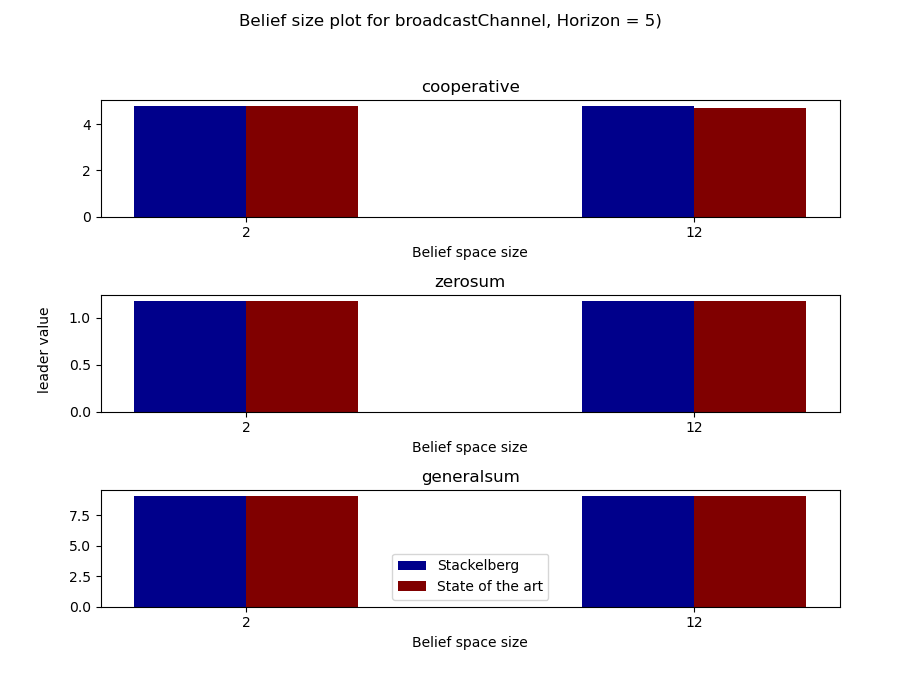 Belief size plot for broadcastChannel, Horizon = 5)
cooperative
4
2
0
2
12
Belief space size
zerosum
leader value
1.0
0.5
0.0
2
12
Belief space size
generalsum
7.5
5.0
2.5
0.0
Stackelberg
State of the art
2
12
Belief space size